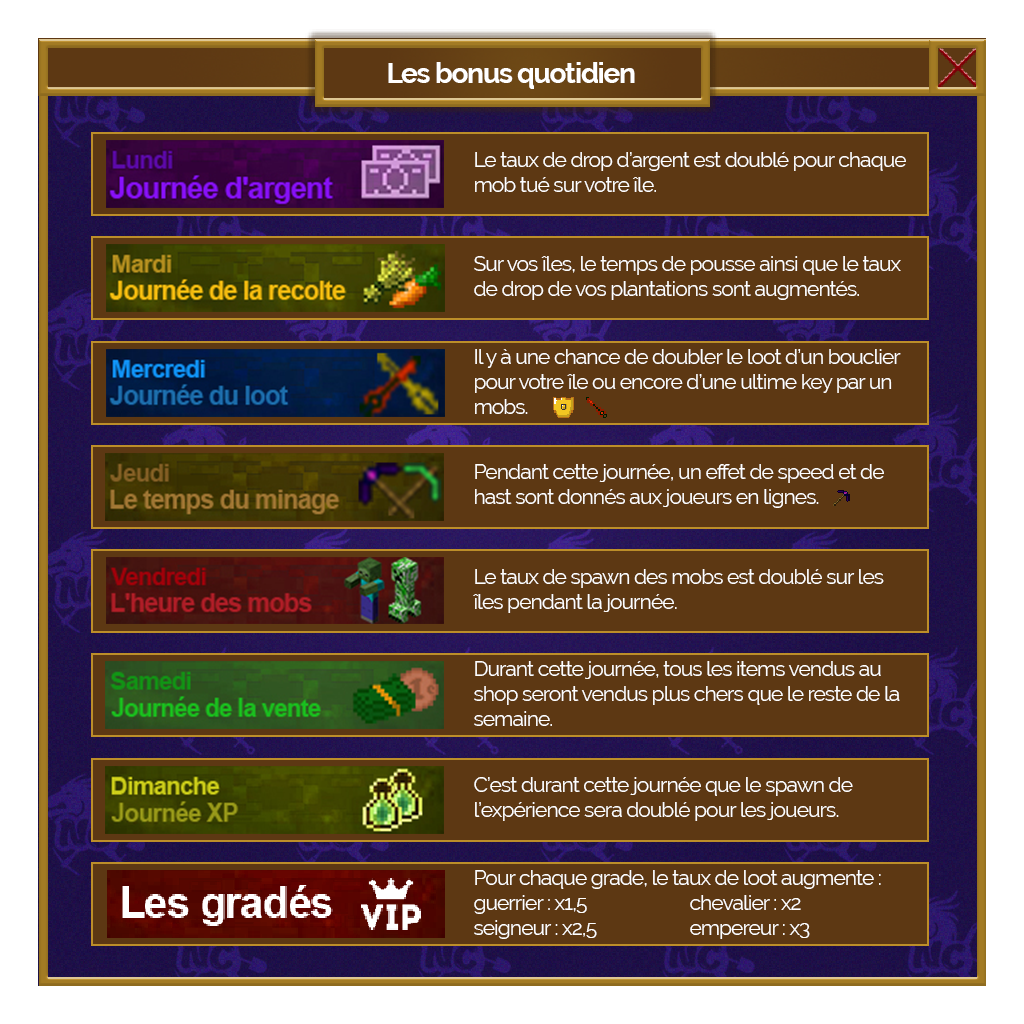 Les bonus quotidien
Lundi
Journée d'argent
Le taux de drop d'argent est doublé pour chaque
mob tué sur votre île.
Mardi
Journée de la recolte
Sur vos îles, le temps de pousse ainsi que le taux
de drop de vos plantations sont augmentés.
Mercredi
Journée du loot
Il y à une chance de doubler le loot d'un bouclier
pour votre île ou encore d'une ultime key par un
mobs.
Jeudi
Le temps du minage
Pendant cette journée, un effet de speed et de
hast sont donnés aux joueurs en lignes.
Vendredi
L'heure des mobs
Le taux de spawn des mobs est doublé sur les
îles pendant la journée.
Samedi
Journée de la vente
Durant cette journée, tous les items vendus au
shop seront vendus plus chers que le reste de la
semaine.
Dimanche
Journée XP
C'est durant cette journée que le spawn de
l'expérience sera doublé pour les joueurs.
Les gradés
VIP
Pour chaque grade, le taux de loot augmente :
guerrier : x1,5 chevalier : x2
seigneur : x2,5 empereur : x3